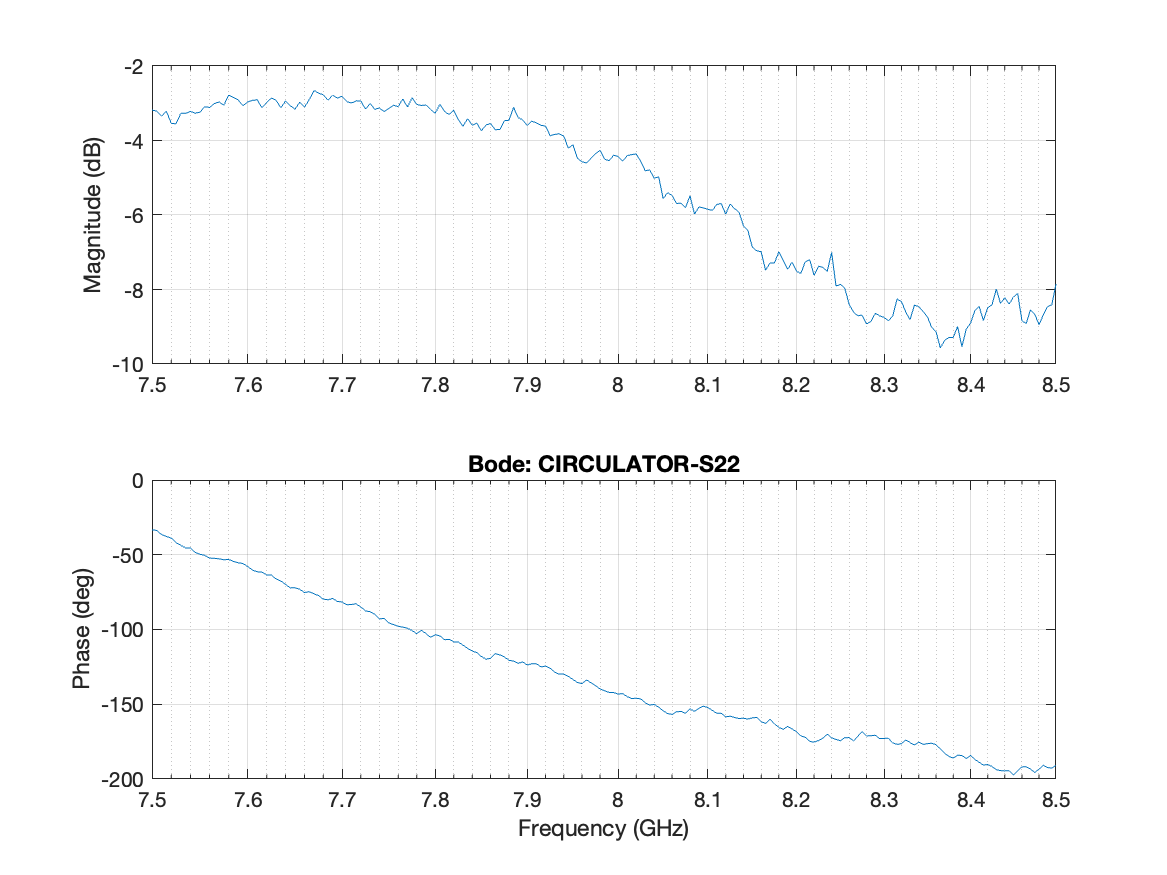 -2
-4
-6
-8
-10
Magnitude (dB)
7.5 7.6 7.7 7.8 7.9 8 8.1 8.2 8.3 8.4 8.5
Bode: CIRCULATOR-S22
0
-50
-100
-150
-200
Phase (deg)
7.5 7.6 7.7 7.8 7.9 8 8.1 8.2 8.3 8.4 8.5
Frequency (GHz)